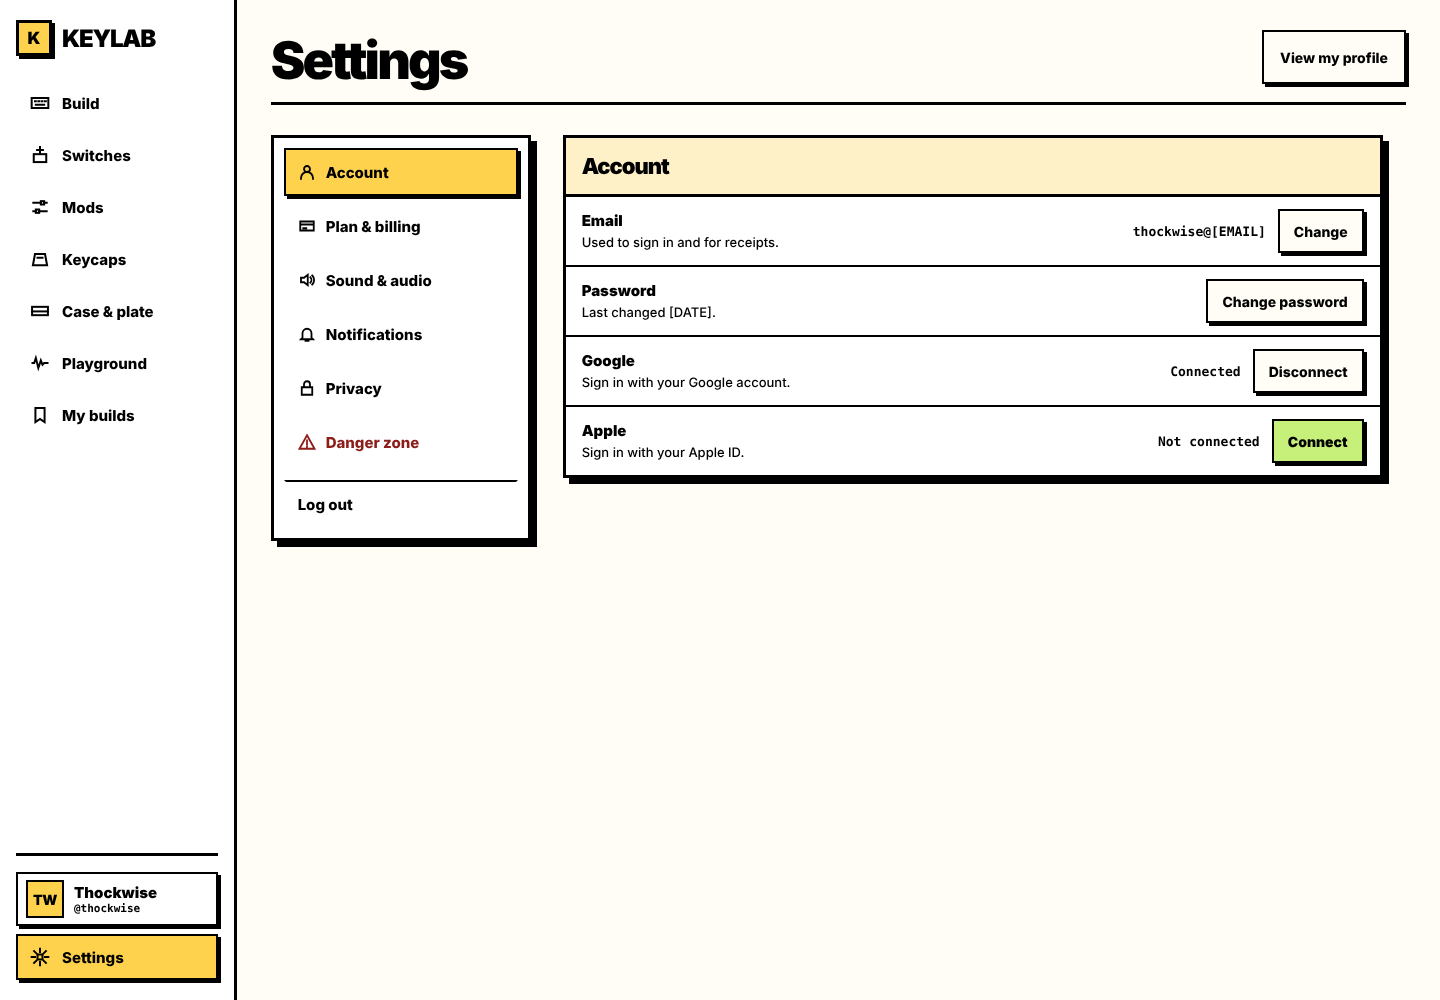 K
KEYLAB
Build
Switches
Mods
Keycaps
Case & plate
Playground
My builds
TW
Thockwise
@thockwise
Settings
Settings
View my profile
Account
Plan & billing
Sound & audio
Notifications
Privacy
Danger zone
Log out
Account
Email
Used to sign in and for receipts.
thockwise@[EMAIL]
Change
Password
Last changed [DATE].
Change password
Google
Sign in with your Google account.
Connected
Disconnect
Apple
Sign in with your Apple ID.
Not connected
Connect